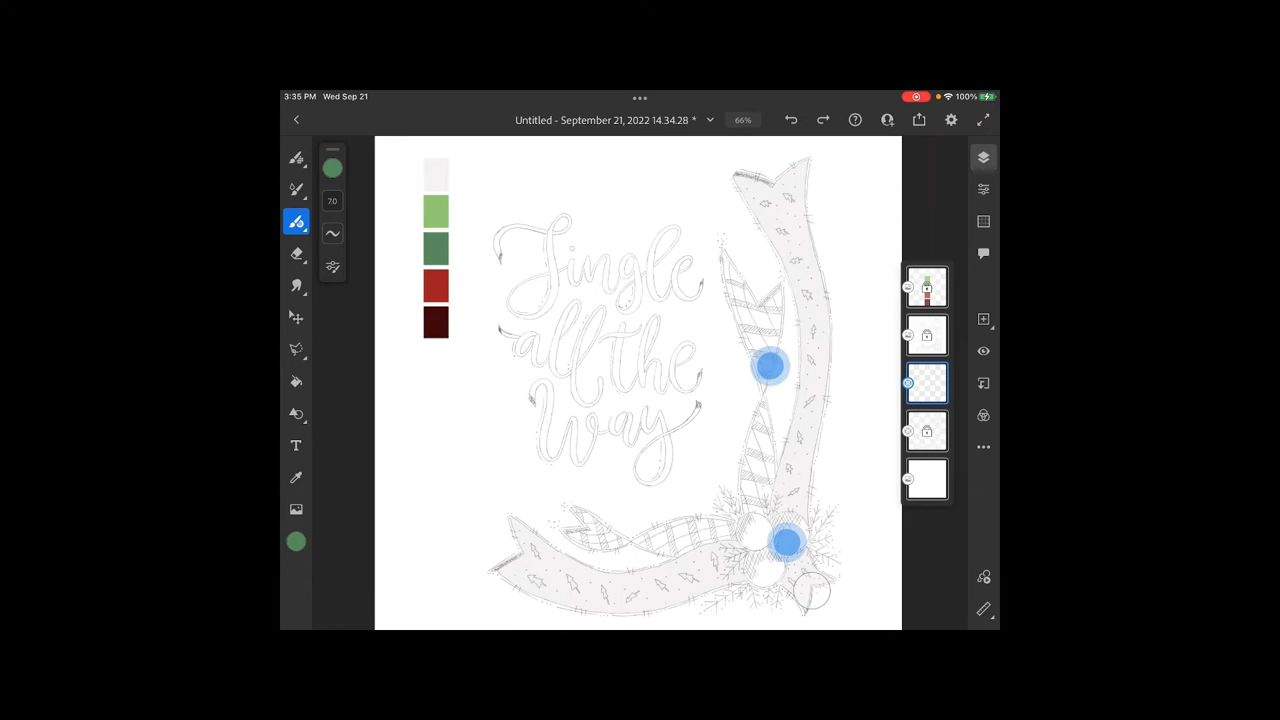 3:35 PM Wed Sep 21
100%
Untitled - September 21, 2022 14.34.28 *
66%
7.0
T
Jingle
all the
Way